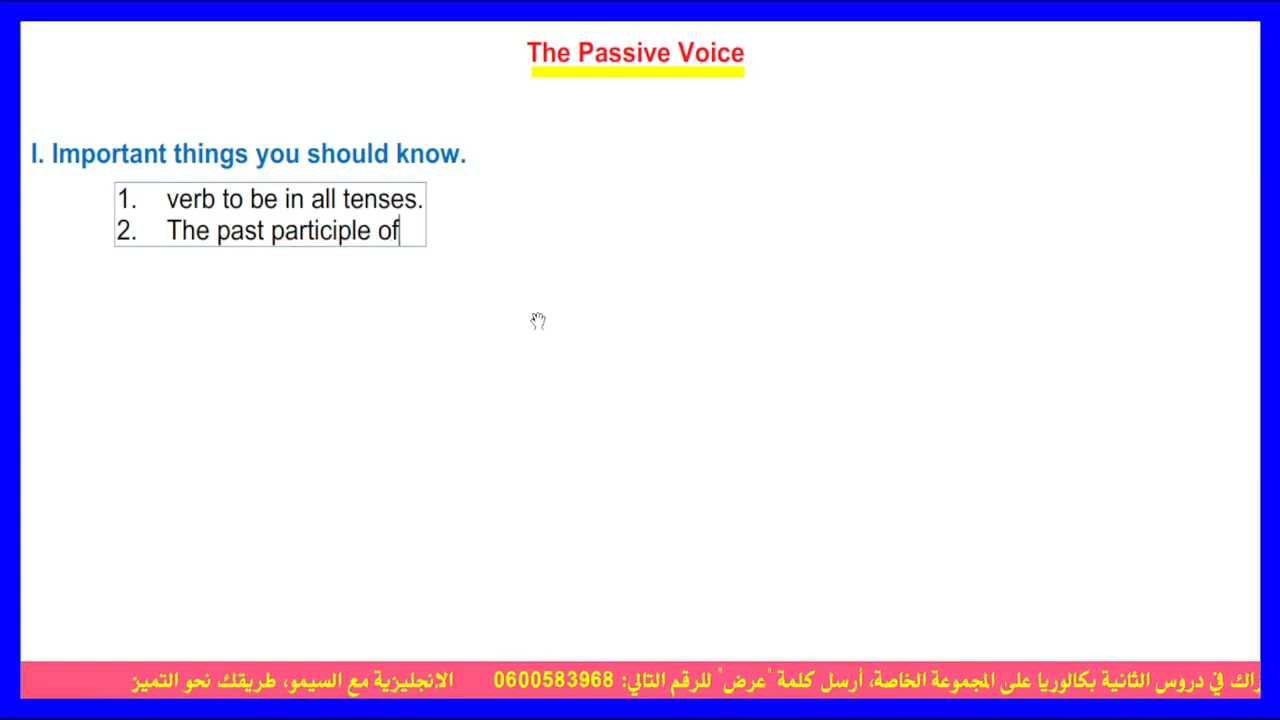 The Passive Voice
I. Important things you should know.
1. verb to be in all tenses.
2. The past participle of
في دروس الثانية بكالوريا على المجموعة الخاصة، أرسل كلمة "عرض" للرقم التالي: 0600583968 الانجليزية مع السيمو، طريقك نحو التميز